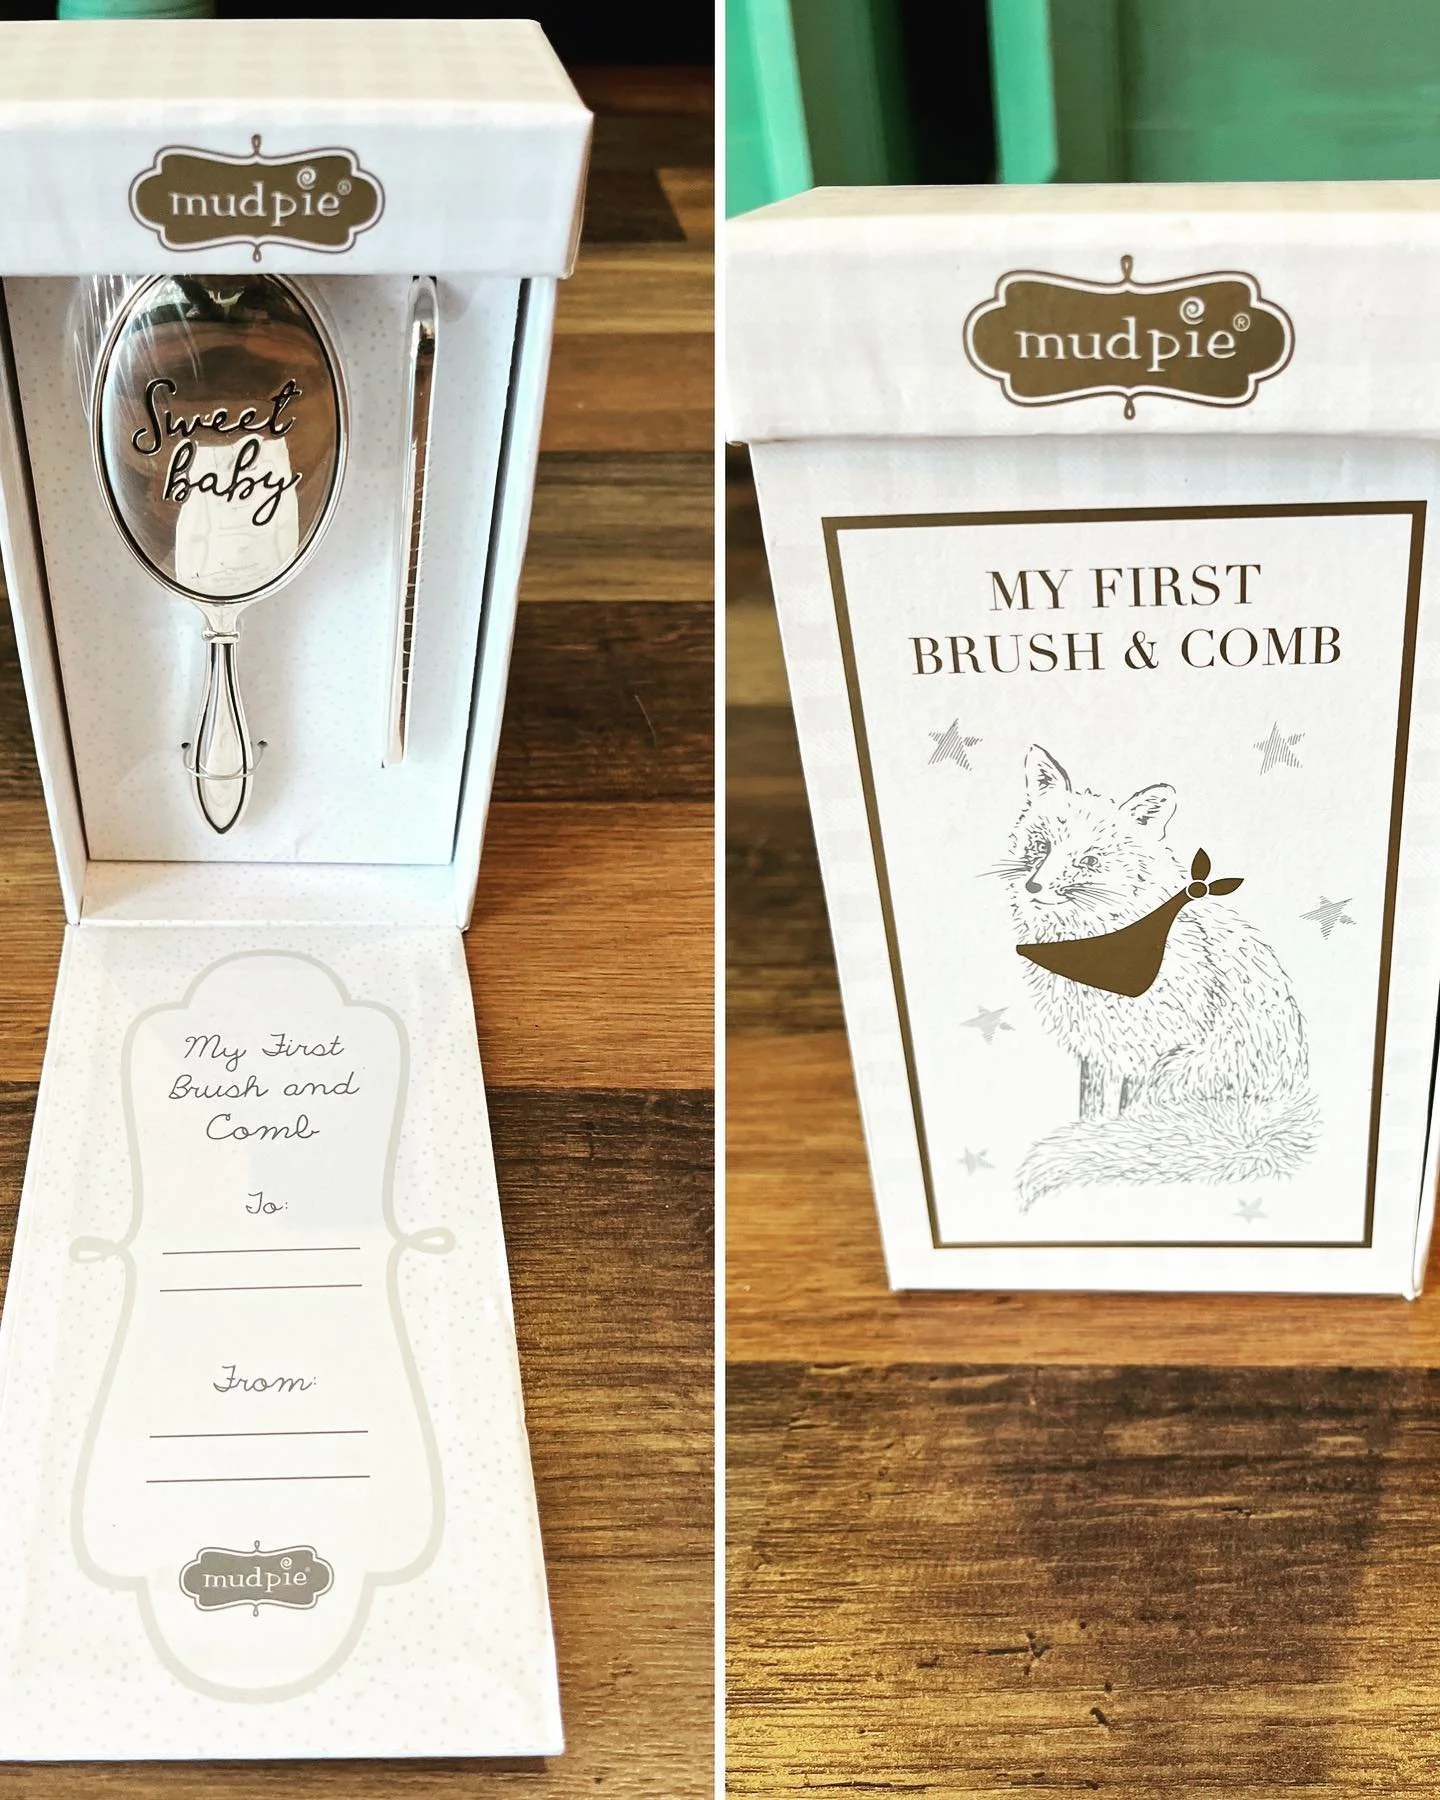 mudpie®
Sweet
baby
My First
Brush and
Comb
To:
From:
mudpie
mudpie®
MY FIRST
BRUSH & COMB